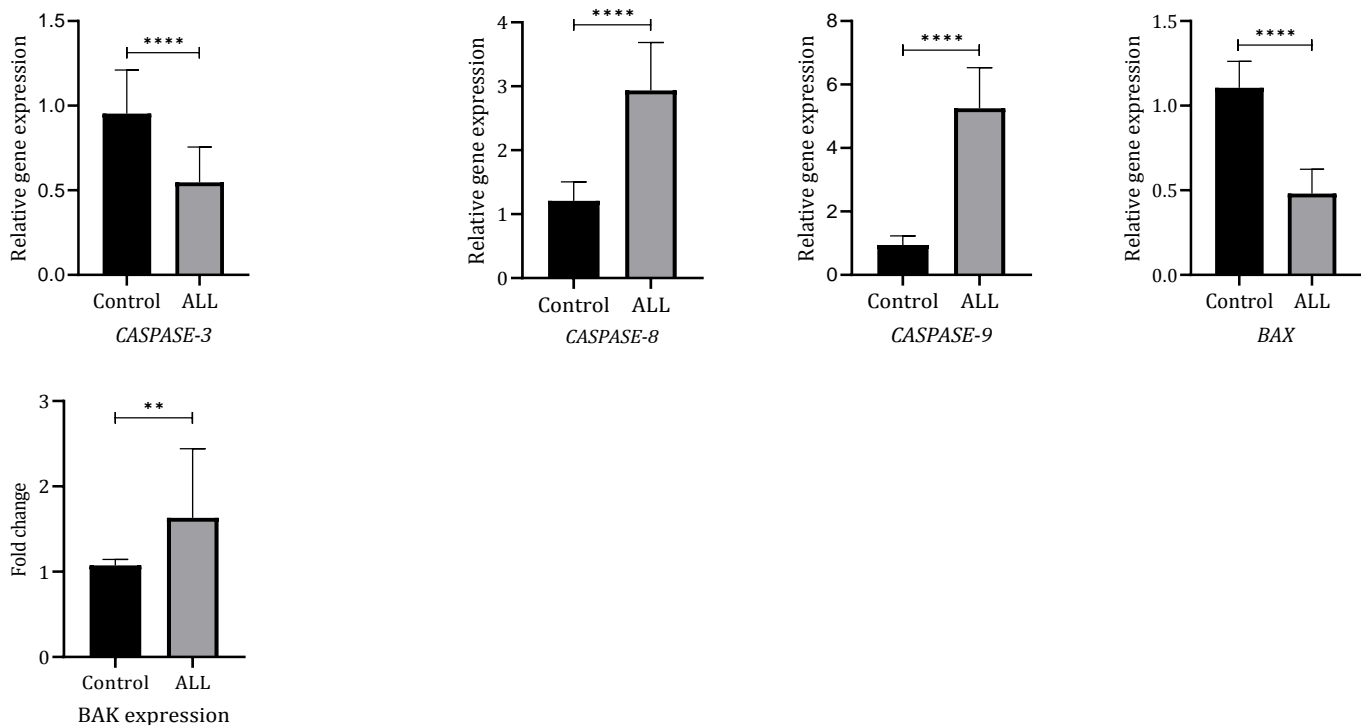 Relative gene expression
1.5
1.0
0.5
0.0
****
Control
ALL
CASPASE-3
Relative gene expression
4
3
2
1
0
****
Control
ALL
CASPASE-8
Relative gene expression
8
6
4
2
0
****
Control
ALL
CASPASE-9
Relative gene expression
1.5
1.0
0.5
0.0
****
Control
ALL
BAX
Fold change
3
2
1
0
**
Control
ALL
BAK expression